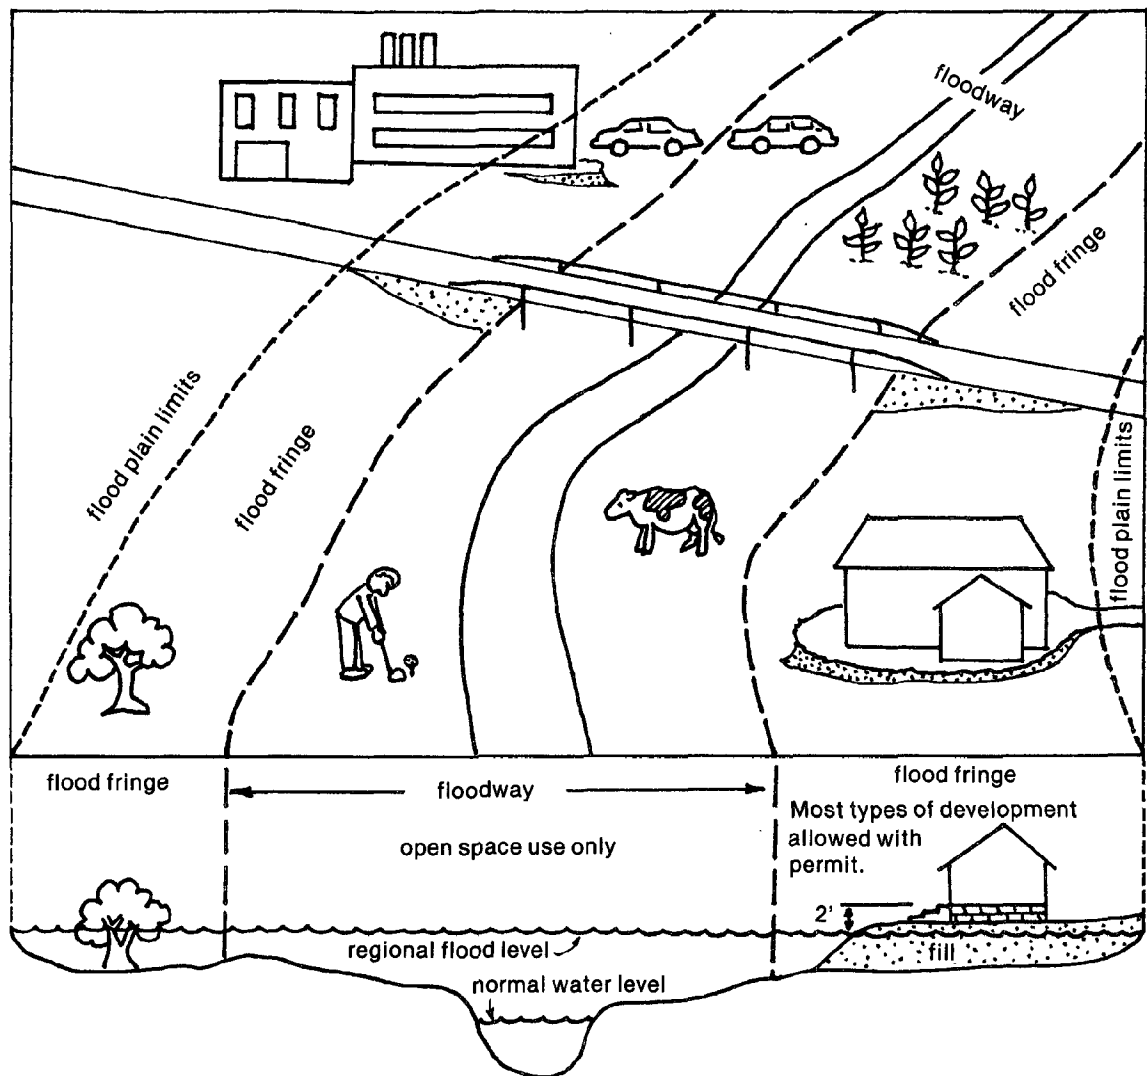 floodway
flood fringe
flood plain limits
flood fringe
flood plain limits
flood fringe
floodway
flood fringe
open space use only
Most types of development
allowed with
permit.
2'
regional flood level
fill
normal water level